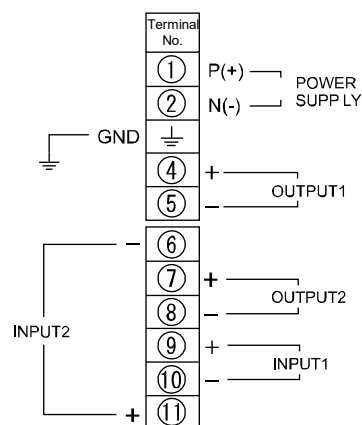 Terminal
No.
① P(+)
POWER
SUPPLY
② N(-)
GND
④ +
OUTPUT1
⑤ −
− ⑥
⑦ +
OUTPUT2
⑧ −
INPUT2
⑨ +
INPUT1
⑩ −
+ ⑪